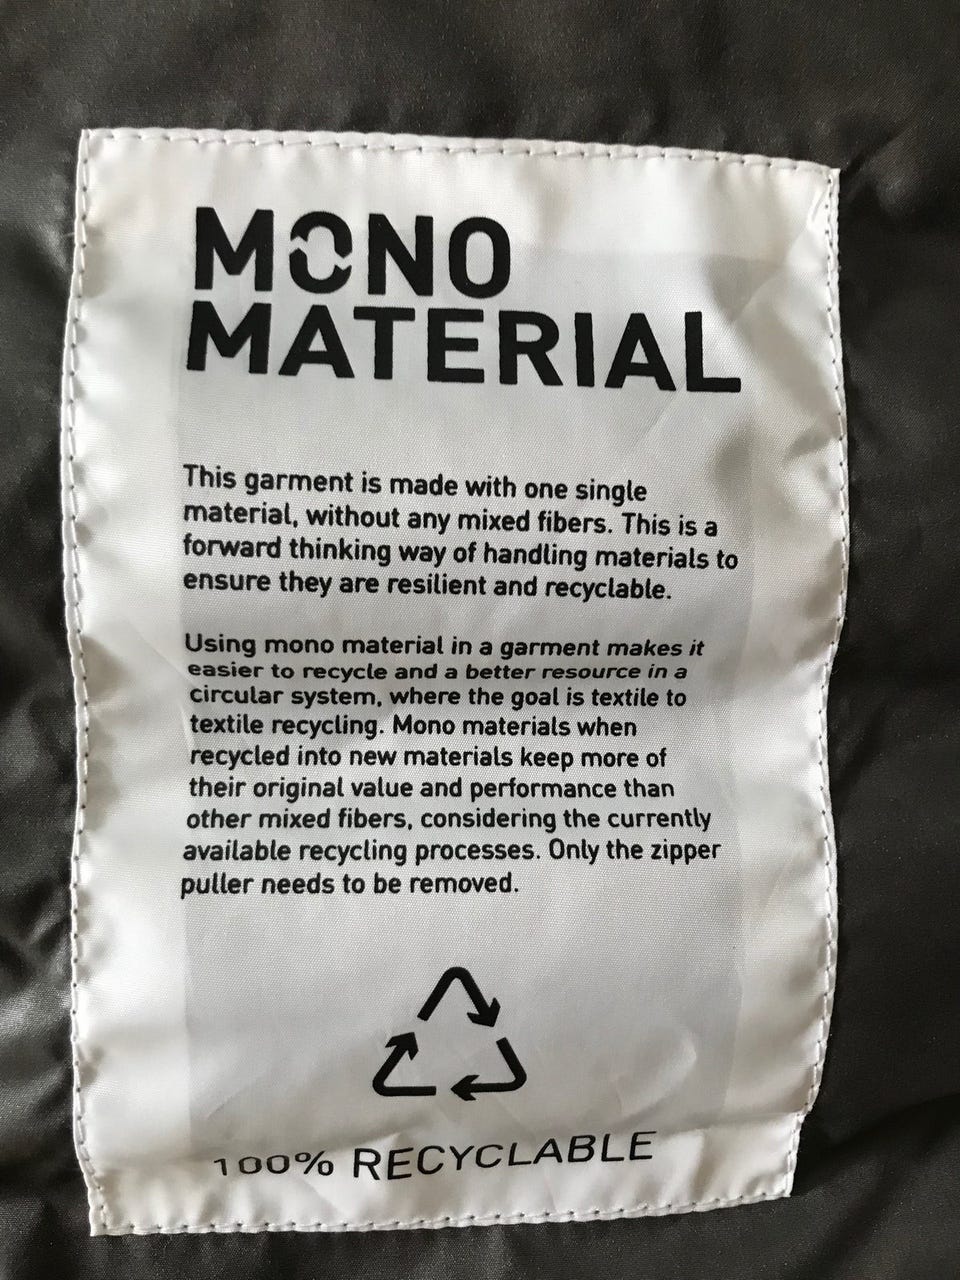 MONO
MATERIAL
This garment is made with one single
material, without any mixed fibers. This is a
forward thinking way of handling materials to
ensure they are resilient and recyclable.
Using mono material in a garment makes it
easier to recycle and a better resource in a
circular system, where the goal is textile to
textile recycling. Mono materials when
recycled into new materials keep more of
their original value and performance than
other mixed fibers, considering the currently
available recycling processes. Only the zipper
puller needs to be removed.
100% RECYCLABLE